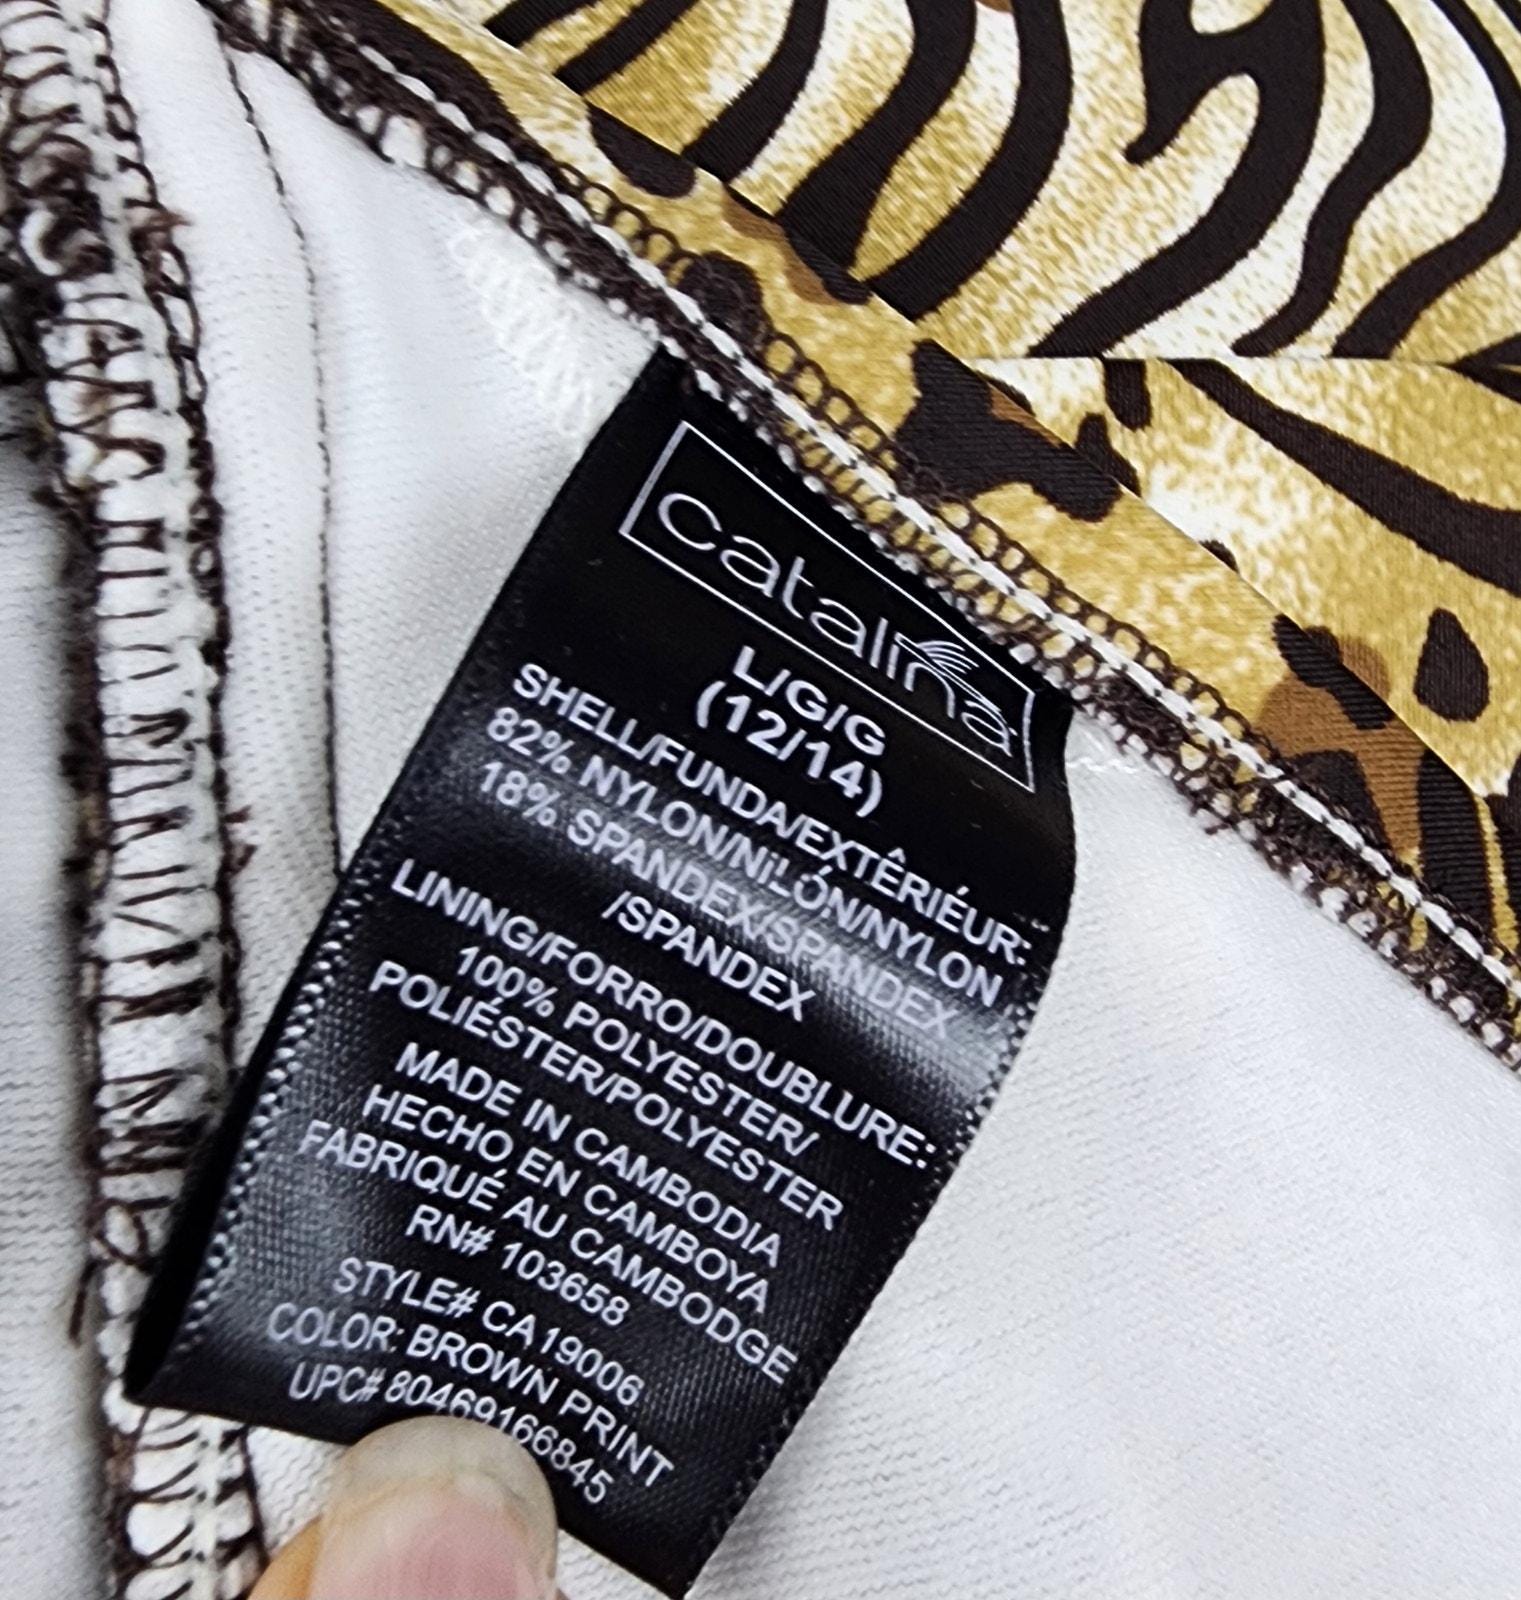 catalina
L/G/G
(12/14)
SHELL/FUNDA/EXTÊRIÉUR:
82% NYLON/NiLÓN/NYLON
18% SPANDEX/SPANDEX
/SPANDEX
LINING/FORRO/DOUBLURE:
100% POLYESTER/
POLIÉSTER/POLYESTER
MADE IN CAMBODIA
HECHO EN CAMBOYA
FABRIQUÉ AU CAMBODGE
RN# 103658
STYLE# CA19006
COLOR: BROWN PRINT
UPC# 80469166845